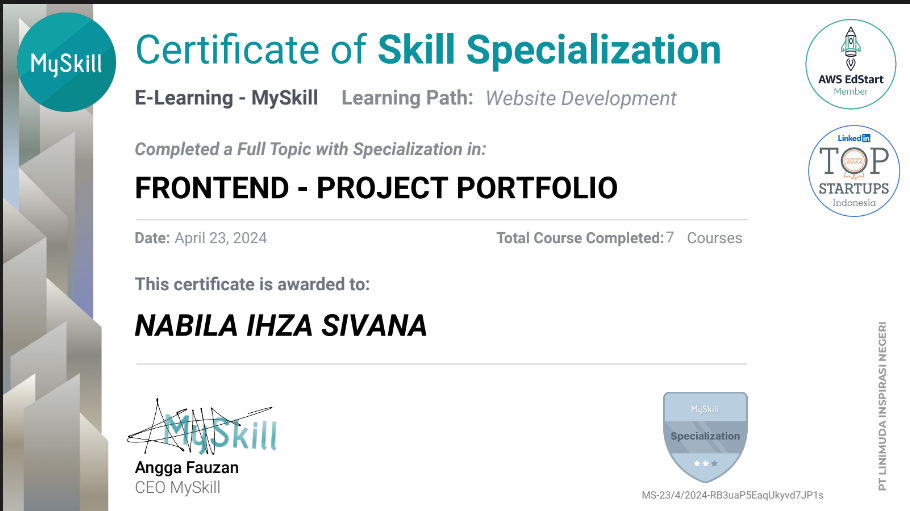 MySkill
Certificate of Skill Specialization
E-Learning - MySkill Learning Path: Website Development
Completed a Full Topic with Specialization in:
FRONTEND - PROJECT PORTFOLIO
Date: April 23, 2024 Total Course Completed: 7 Courses
This certificate is awarded to:
NABILA IHZA SIVANA
MySkill
Angga Fauzan
CEO MySkill
MySkill
Specialization
MS-23/4/2024-RB3uaP5EaqUkyvd7JP1s
AWS EdStart
Member
Linkedin
TOP
2022
STARTUPS
Indonesia
PT LINIMUDA INSPIRASI NEGERI